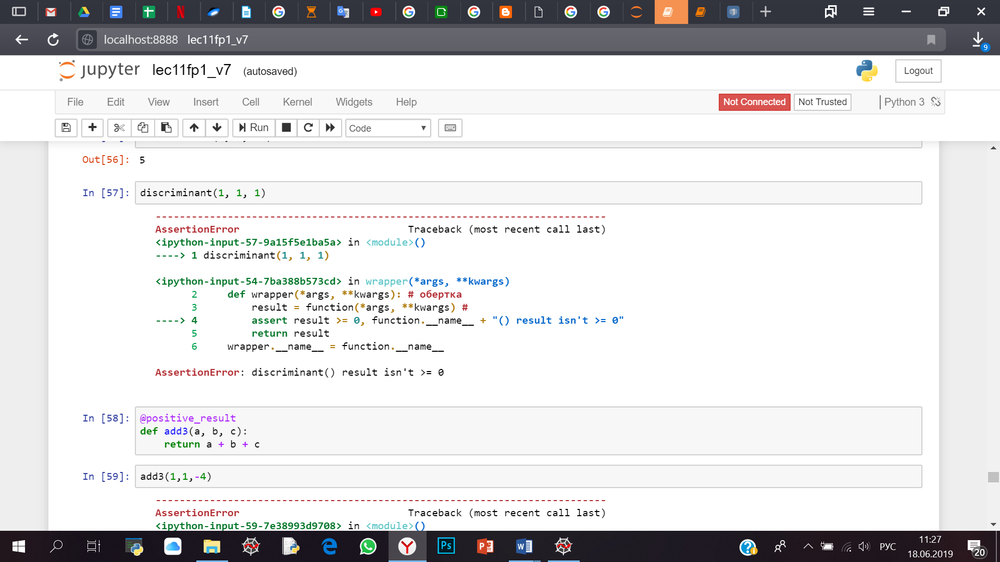 localhost:8888 lec11fp1_v7
jupyter lec11fp1_v7 (autosaved)
Logout
File Edit View Insert Cell Kernel Widgets Help
Not Connected Not Trusted Python 3
Run Code
Out[56]: 5
In [57]: discriminant(1, 1, 1)
---------------------------------------------------------------------------
AssertionError Traceback (most recent call last)
<ipython-input-57-9a15f5e1ba5a> in <module>()
----> 1 discriminant(1, 1, 1)
<ipython-input-54-7ba388b573cd> in wrapper(*args, **kwargs)
2 def wrapper(*args, **kwargs): # обертка
3 result = function(*args, **kwargs) #
----> 4 assert result >= 0, function.__name__ + "() result isn't >= 0"
5 return result
6 wrapper.__name__ = function.__name__
AssertionError: discriminant() result isn't >= 0
In [58]: @positive_result
def add3(a, b, c):
return a + b + c
In [59]: add3(1,1,-4)
---------------------------------------------------------------------------
AssertionError Traceback (most recent call last)
<ipython-input-59-7e38993d9708> in <module>()
РУС
11:27
18.06.2019
20
9
Ps